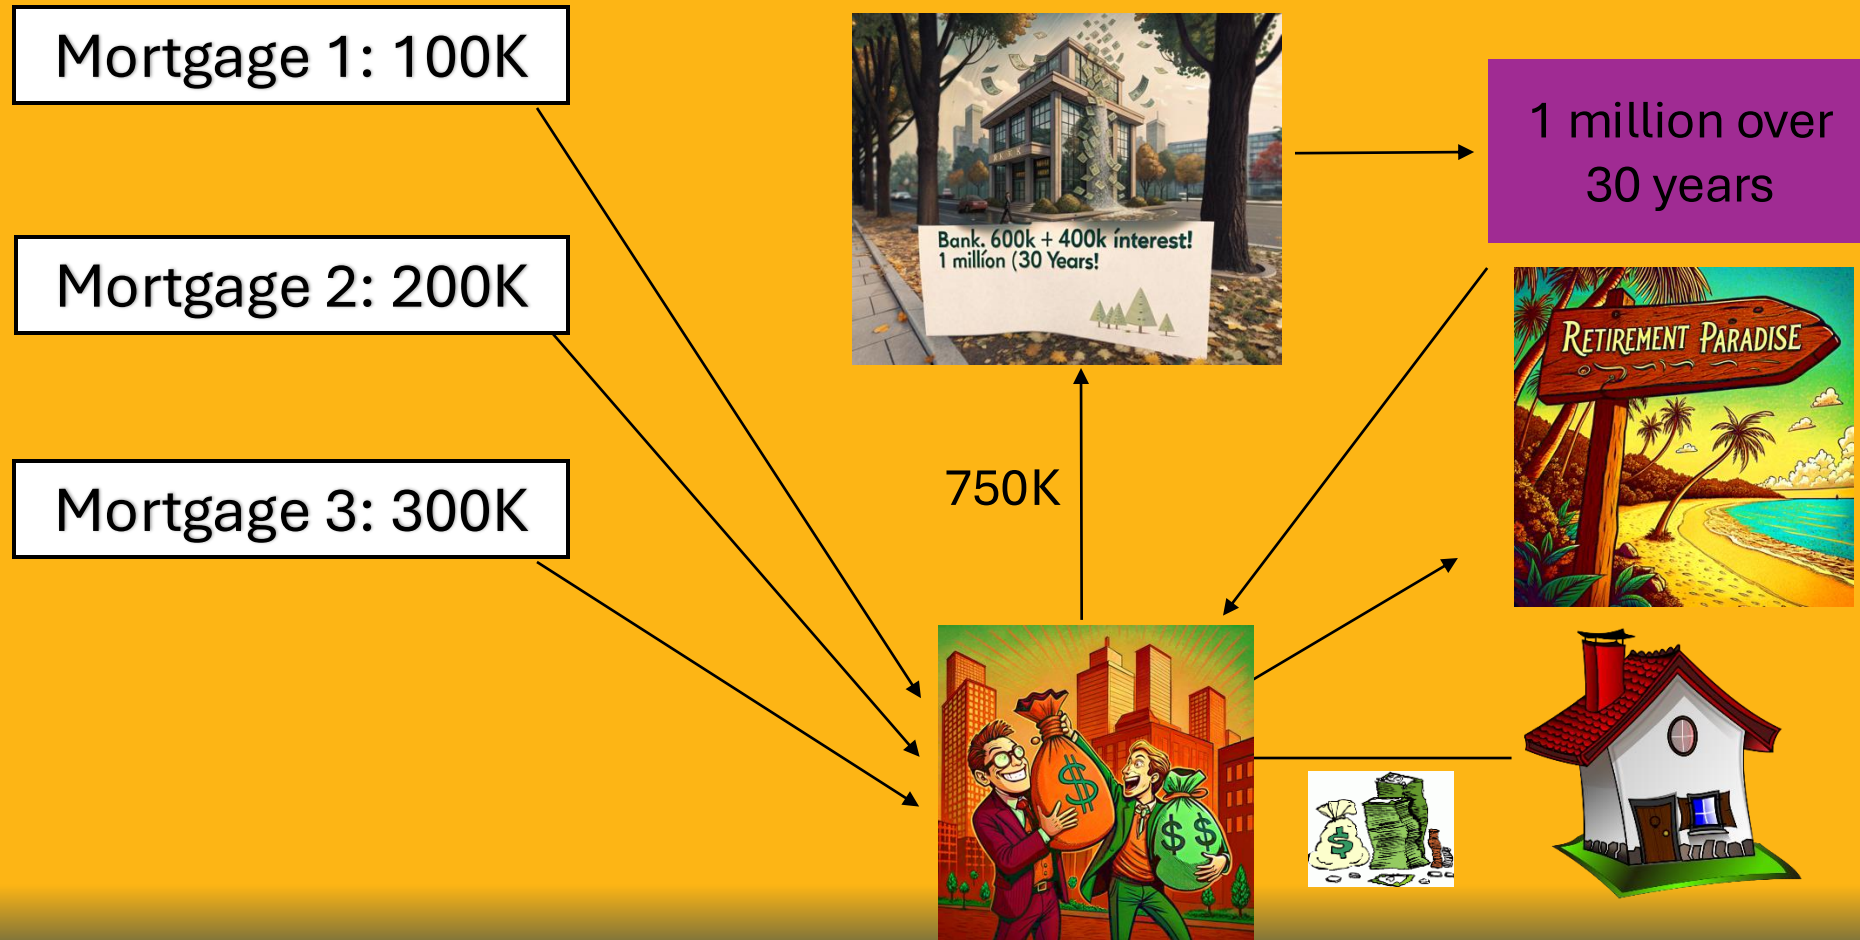 Mortgage 1: 100K
Mortgage 2: 200K
Mortgage 3: 300K
Bank. 600k + 400k interest!
1 millíon (30 Years!
1 million over
30 years
RETIREMENT PARADISE
750K
$
$ $
$